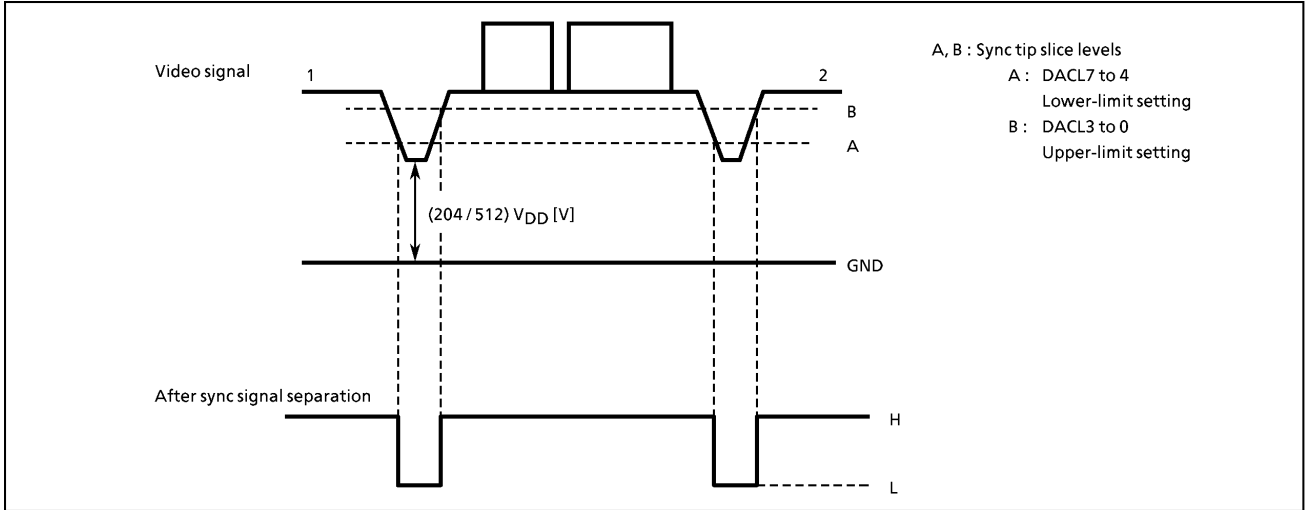 A, B : Sync tip slice levels
Video signal
1
2
A : DACL7 to 4
Lower-limit setting
B
B : DACL3 to 0
A
Upper-limit setting
(204 / 512) VDD [V]
GND
After sync signal separation
H
L